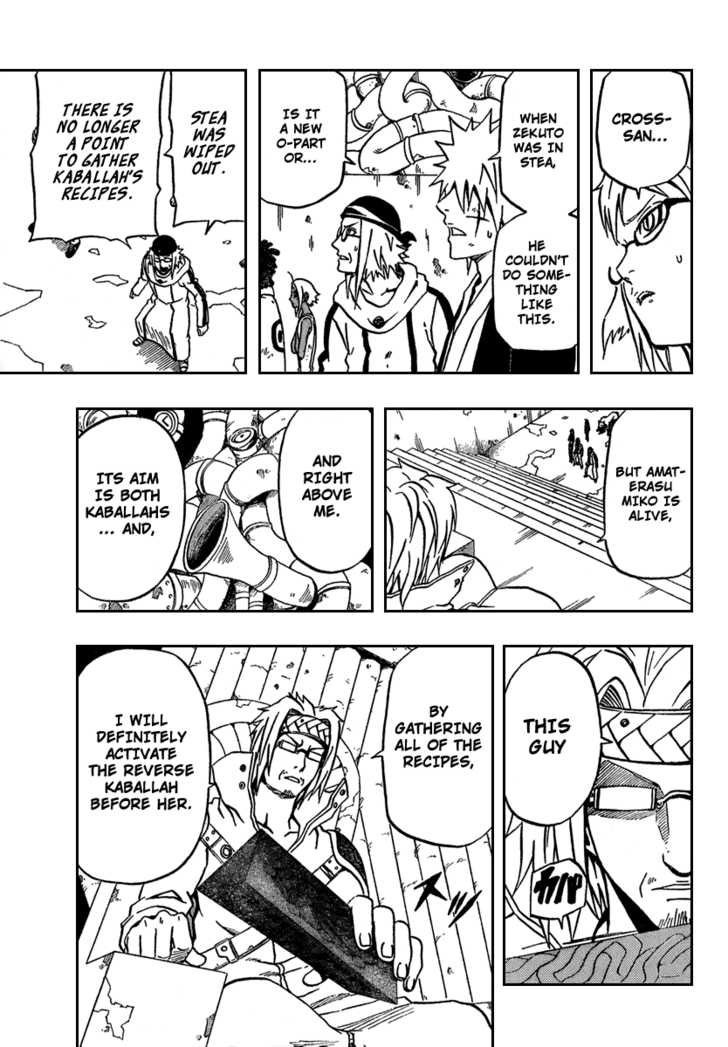 CROSS-
SAN...
WHEN
ZEKUTO
WAS IN
STEA,
HE
COULDN'T
DO SOME-
THING
LIKE
THIS.
IS IT
A NEW
O-PART
OR...
STEA
WAS
WIPED
OUT.
THERE IS
NO LONGER
A POINT
TO GATHER
KABALLAH'S
RECIPES.
BUT AMAT-
ERASU
MIKO IS
ALIVE,
AND
RIGHT
ABOVE
ME.
ITS AIM
IS BOTH
KABALLAHS
... AND,
THIS
GUY
BY
GATHERING
ALL OF THE
RECIPES,
I WILL
DEFINITELY
ACTIVATE
THE REVERSE
KABALLAH
BEFORE HER.